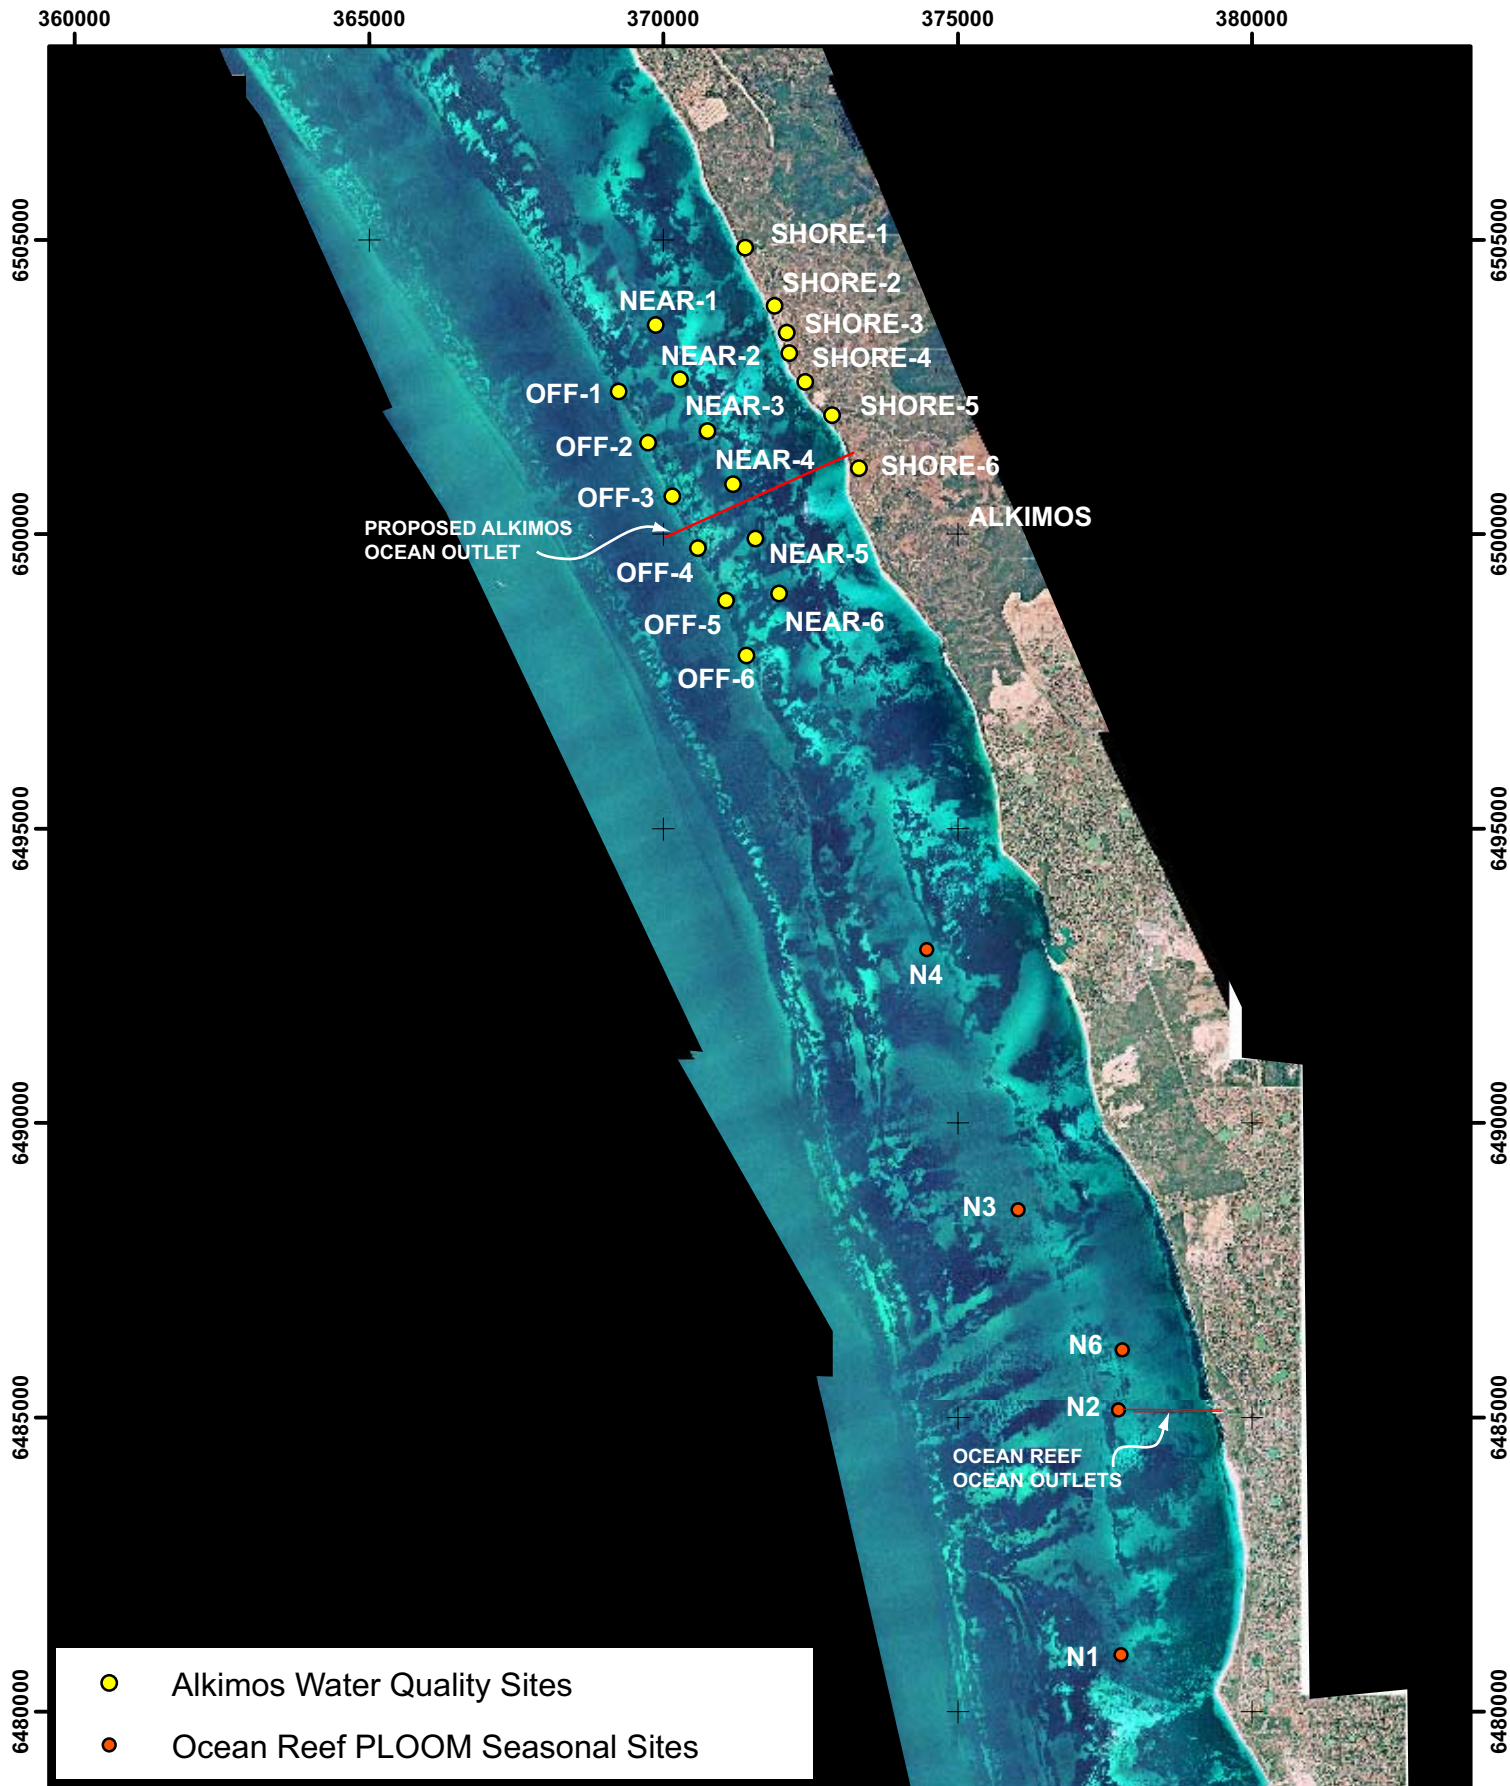 360000
365000
370000
375000
380000
6505000
6505000
SHORE-1
SHORE-2
NEAR-1
SHORE-3
NEAR-2
SHORE-4
OFF-1
NEAR-3
SHORE-5
OFF-2
NEAR-4
SHORE-6
OFF-3
ALKIMOS
PROPOSED ALKIMOS
OCEAN OUTLET
6500000
6500000
NEAR-5
OFF-4
OFF-5
NEAR-6
OFF-6
6495000
6495000
N4
6490000
6490000
N3
N6
N2
6485000
6485000
OCEAN REEF
OCEAN OUTLETS
N1
6480000
6480000
Alkimos Water Quality Sites
Ocean Reef PLOOM Seasonal Sites